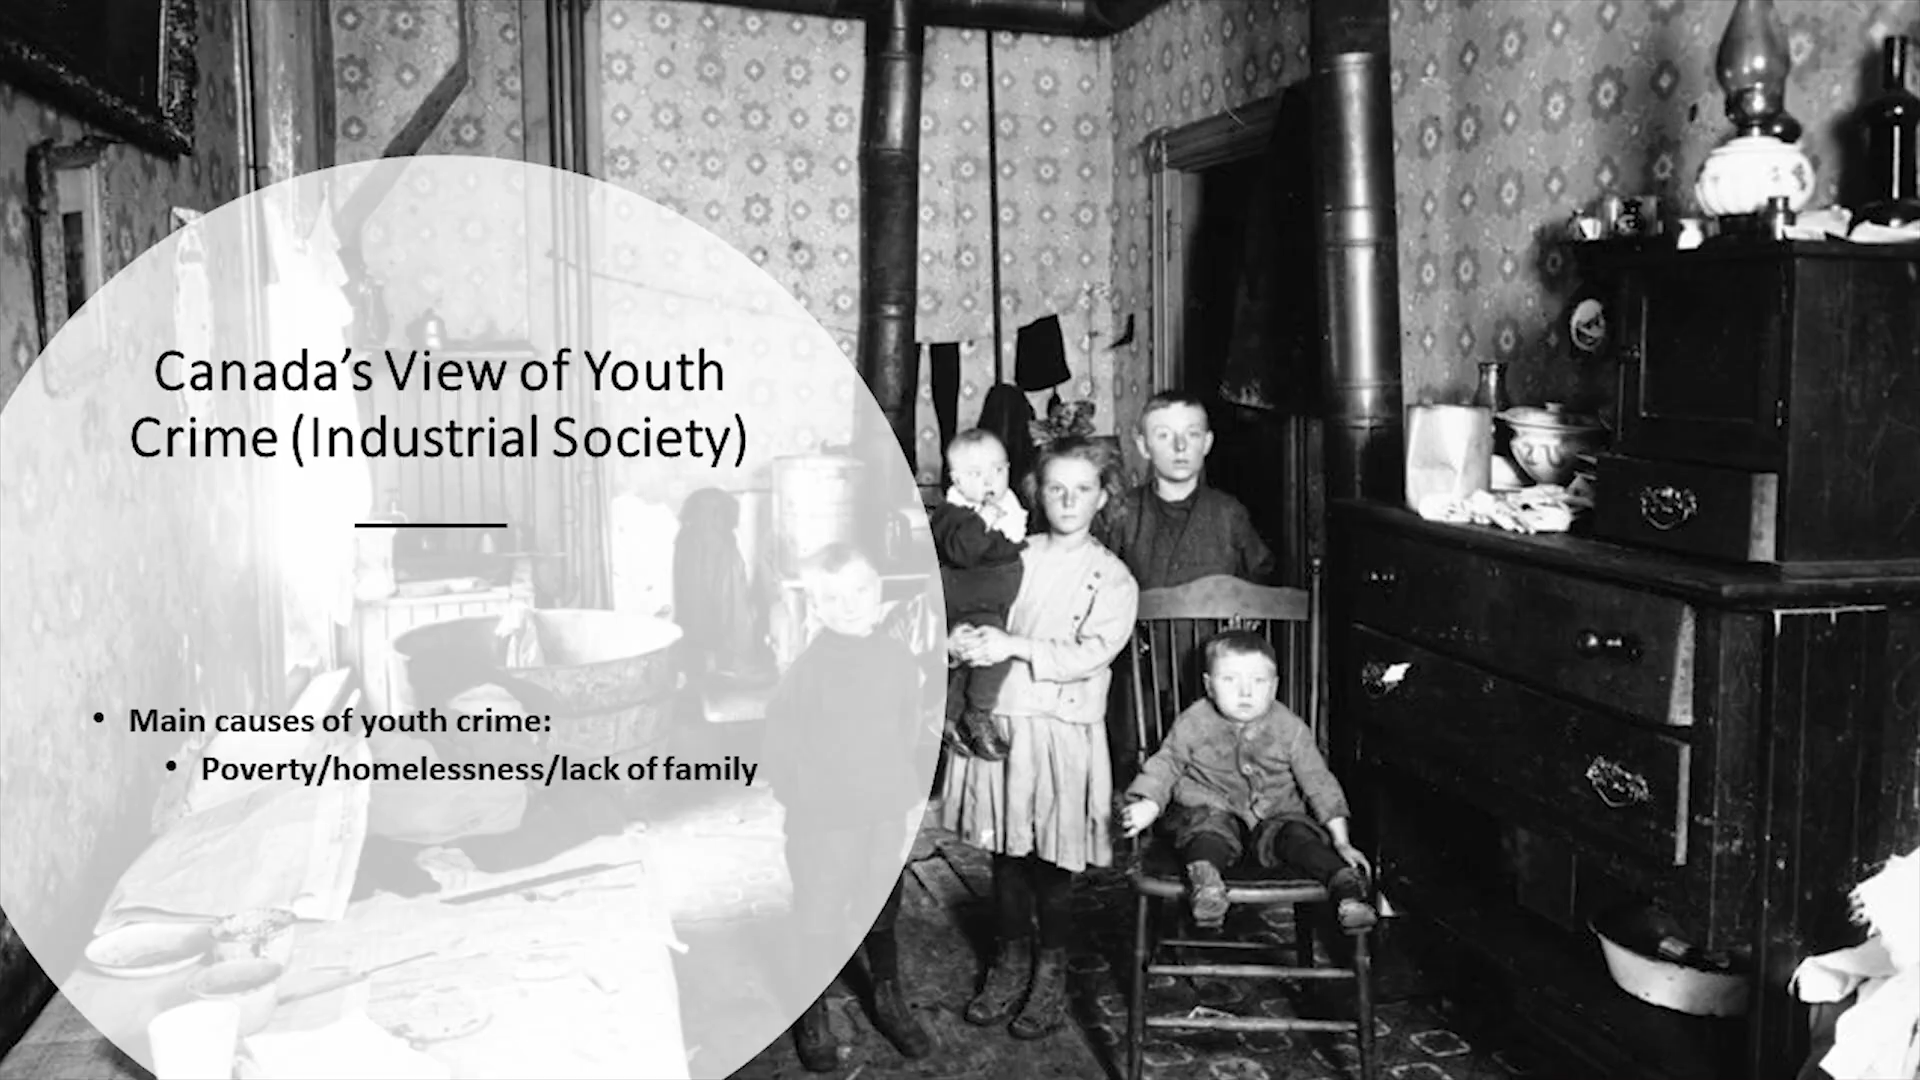 Canada’s View of Youth
Crime (Industrial Society)
• Main causes of youth crime:
• Poverty/homelessness/lack of family